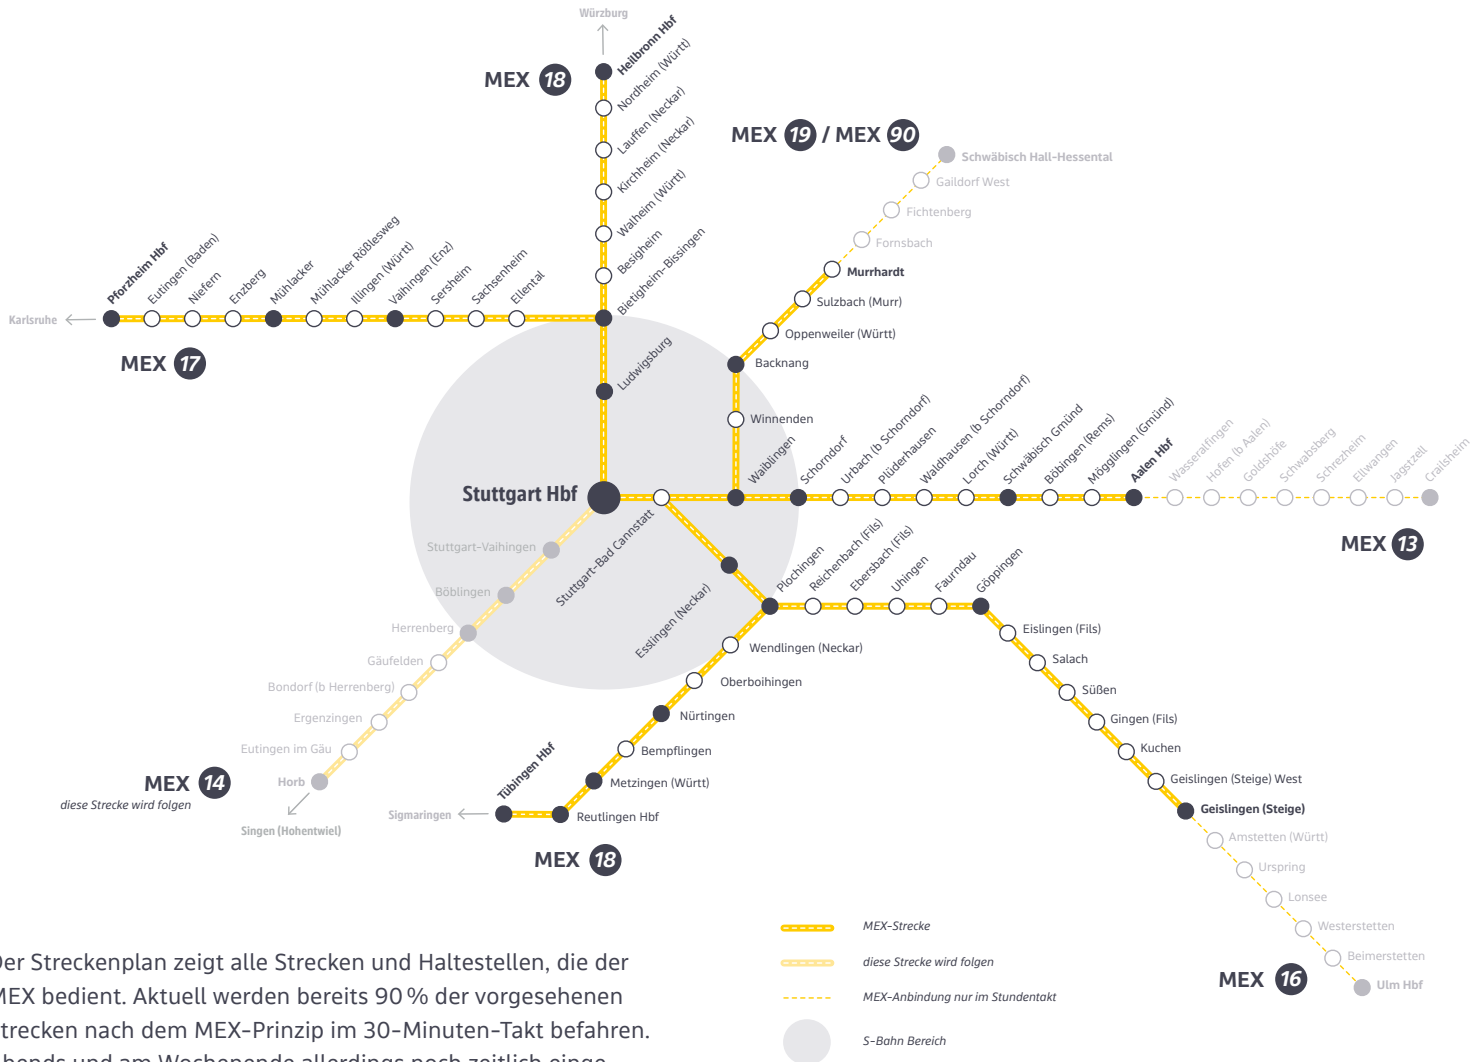 Würzburg
MEX 18
Heilbronn Hbf
Nordheim (Württ)
Lauffen (Neckar)
Kirchheim (Neckar)
Walheim (Württ)
Besigheim
Bietigheim-Bissingen
Ludwigsburg
MEX 19 / MEX 90
Schwäbisch Hall-Hessental
Gaildorf West
Fichtenberg
Fornsbach
Murrhardt
Sulzbach (Murr)
Oppenweiler (Württ)
Backnang
Winnenden
Karlsruhe
Pforzheim Hbf
Eutingen (Baden)
Niefern
Enzberg
Mühlacker
Mühlacker Rößlesweg
Illingen (Württ)
Vaihingen (Enz)
Sersheim
Sachsenheim
Ellental
MEX 17
Stuttgart Hbf
Stuttgart-Bad Cannstatt
Waiblingen
Schorndorf
Urbach (b Schorndorf)
Plüderhausen
Waldhausen (b Schorndorf)
Lorch (Württ)
Schwäbisch Gmünd
Böbingen (Rems)
Mögglingen (Gmünd)
Aalen Hbf
Wasseralfingen
Hofen (b Aalen)
Goldshöfe
Schwabsberg
Schrezheim
Ellwangen
Jagstzell
Crailsheim
MEX 13
Stuttgart-Vaihingen
Böblingen
Herrenberg
Gäufelden
Bondorf (b Herrenberg)
Ergenzingen
Eutingen im Gäu
Horb
MEX 14
diese Strecke wird folgen
Singen (Hohentwiel)
Esslingen (Neckar)
Plochingen
Reichenbach (Fils)
Ebersbach (Fils)
Uhingen
Faurndau
Göppingen
Eislingen (Fils)
Salach
Süßen
Gingen (Fils)
Kuchen
Geislingen (Steige) West
Geislingen (Steige)
Amstetten (Württ)
Urspring
Lonsee
Westerstetten
Beimerstetten
Ulm Hbf
MEX 16
Wendlingen (Neckar)
Oberboihingen
Nürtingen
Bempflingen
Metzingen (Württ)
Reutlingen Hbf
Tübingen Hbf
Sigmaringen
MEX 18
MEX-Strecke
diese Strecke wird folgen
MEX-Anbindung nur im Stundentakt
S-Bahn Bereich
Der Streckenplan zeigt alle Strecken und Haltestellen, die der
MEX bedient. Aktuell werden bereits 90 % der vorgesehenen
Strecken nach dem MEX-Prinzip im 30-Minuten-Takt befahren.
Abends und am Wochenende allerdings noch zeitlich einge-